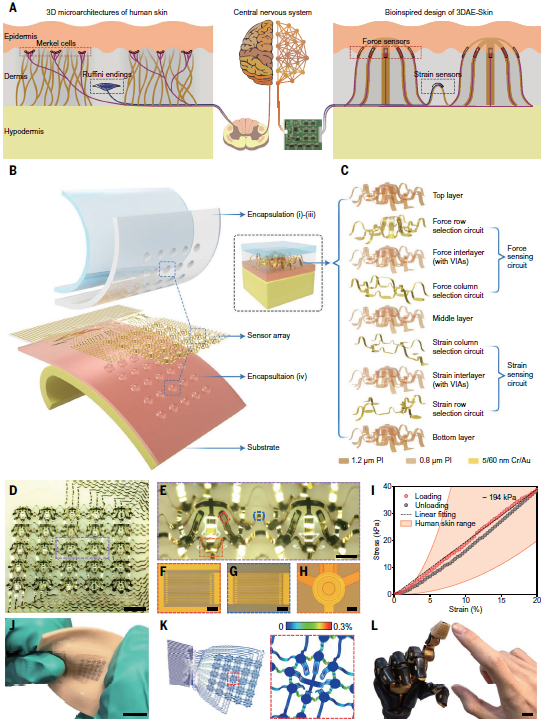 A
3D microarchitectures of human skin
Central nervous system
Bioinspired design of 3DAE-Skin
Epidermis
Merkel cells
Dermis
Ruffini endings
Hypodermis
Force sensors
Strain sensors
B
Encapsulation (i)-(iii)
Sensor array
Encapsultaion (iv)
Substrate
C
Top layer
Force row
selection circuit
Force interlayer
(with VIAs)
Force column
selection circuit
Middle layer
Strain column
selection circuit
Strain interlayer
(with VIAs)
Strain row
selection circuit
Bottom layer
Force
sensing
circuit
Strain
sensing
circuit
1.2 μm PI
0.8 μm PI
5/60 nm Cr/Au
D
E
F
G
H
I
Loading
Unloading
Linear fitting
Human skin range
~ 194 kPa
Stress (kPa)
40
30
20
10
0
0
5
10
15
20
Strain (%)
J
K
0
0.3%
L